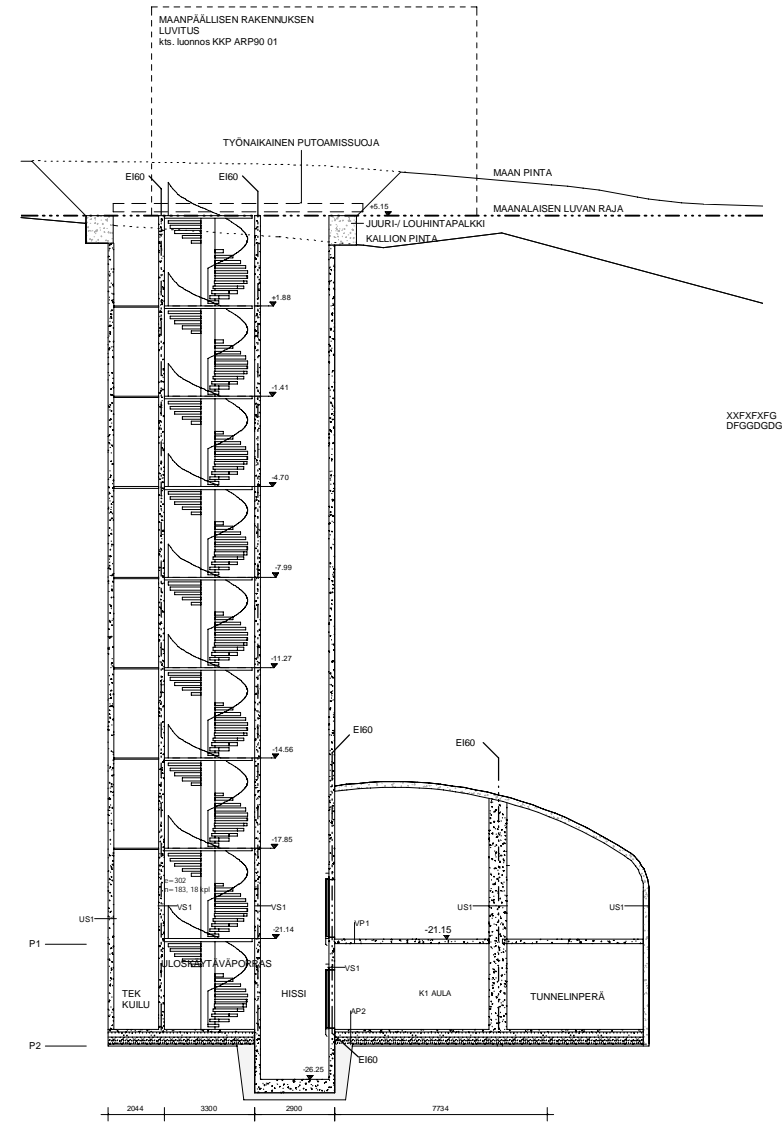 MAANPÄÄLLISEN RAKENNUKSEN
LUVITUS
kts. luonnos KKP ARP90 01
TYÖNAIKAINEN PUTOAMISSUOJA
EI60
EI60
MAAN PINTA
+5.15
MAANALAISEN LUVAN RAJA
JUURI-/ LOUHINTAPALKKI
KALLION PINTA
+1.88
-1.41
XXFXFXFG
DFGGDGDG
-4.70
-7.99
-11.27
-14.56
EI60
EI60
-17.85
e=302
n=183, 18 kpl
VS1
VS1
US1
US1
US1
VP1
-21.14
-21.15
P1
ULOSKÄYTÄVÄPORRAS
VS1
TEK
KUILU
HISSI
K1 AULA
TUNNELINPERÄ
AP2
P2
EI60
-26.25
2044
3300
2900
7734